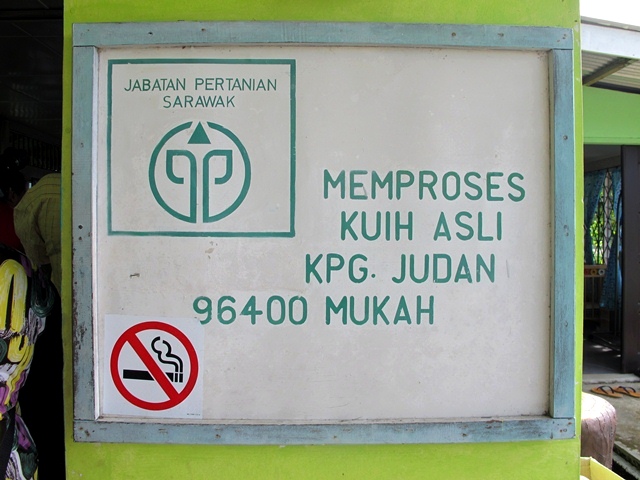 JABATAN PERTANIAN
SARAWAK
MEMPROSES
KUIH ASLI
KPG. JUDAN
96400 MUKAH